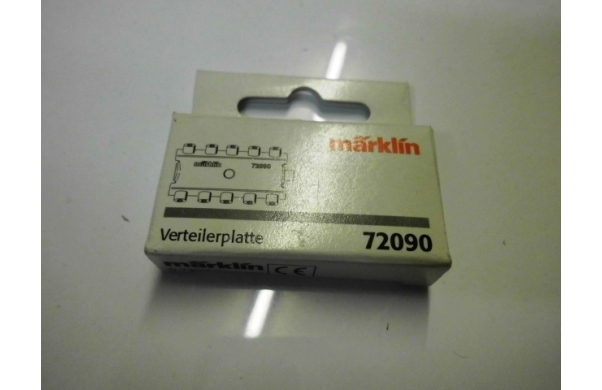 märklin
märklin 72090
Verteilerplatte 72090
märklin CE